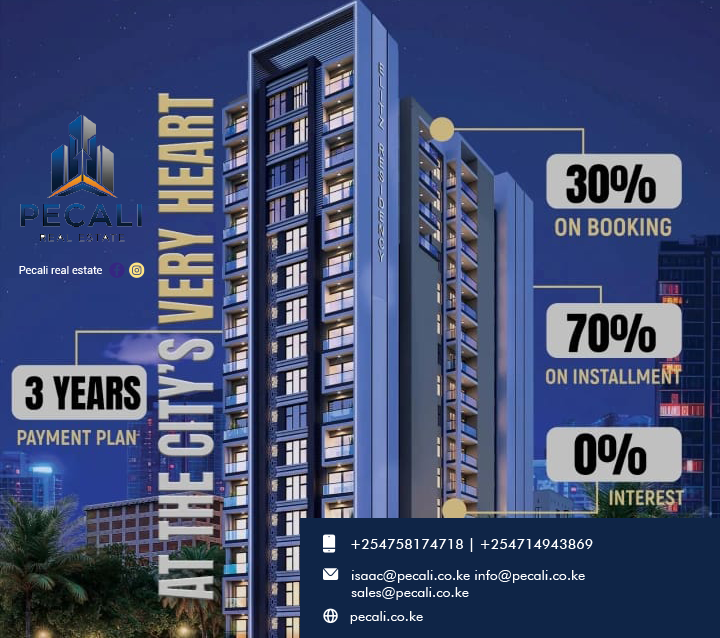 PECALI
REAL ESTATE
Pecali real estate
AT THE CITY'S VERY HEART
ELITZ RESIDENCY
30%
ON BOOKING
70%
ON INSTALLMENT
3 YEARS
PAYMENT PLAN
0%
INTEREST
+254758174718 | +254714943869
isaac@pecali.co.ke info@pecali.co.ke
sales@pecali.co.ke
pecali.co.ke